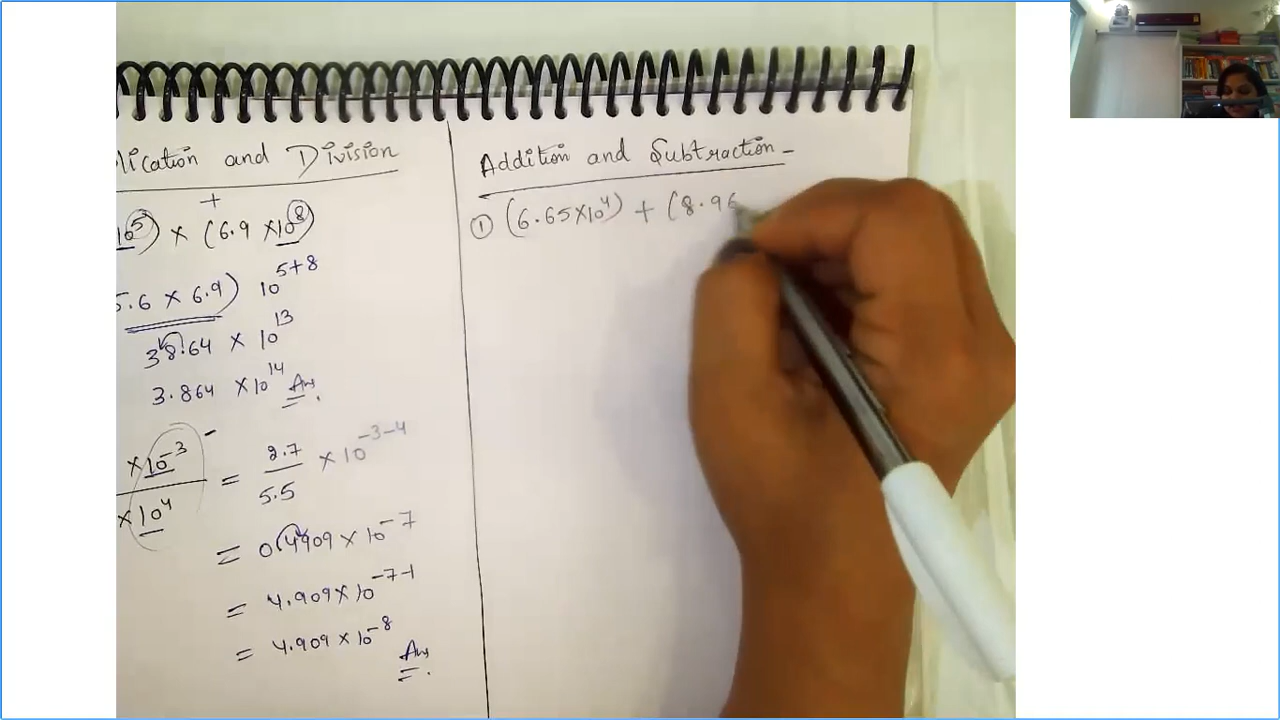 lication and Division
+
10⁵) × (6.9 × 10⁸)
5.6 × 6.9) 10⁵⁺⁸
38.64 × 10¹³
3.864 × 10¹⁴ Ans.
× 10⁻³
× 10⁴
-
= 2.7
5.5
× 10⁻³⁻⁴
= 0.4909 × 10⁻⁷
= 4.909 × 10⁻⁷⁻¹
= 4.909 × 10⁻⁸
Ans.
Addition and Subtraction -
① (6.65×10⁴) + (8.96